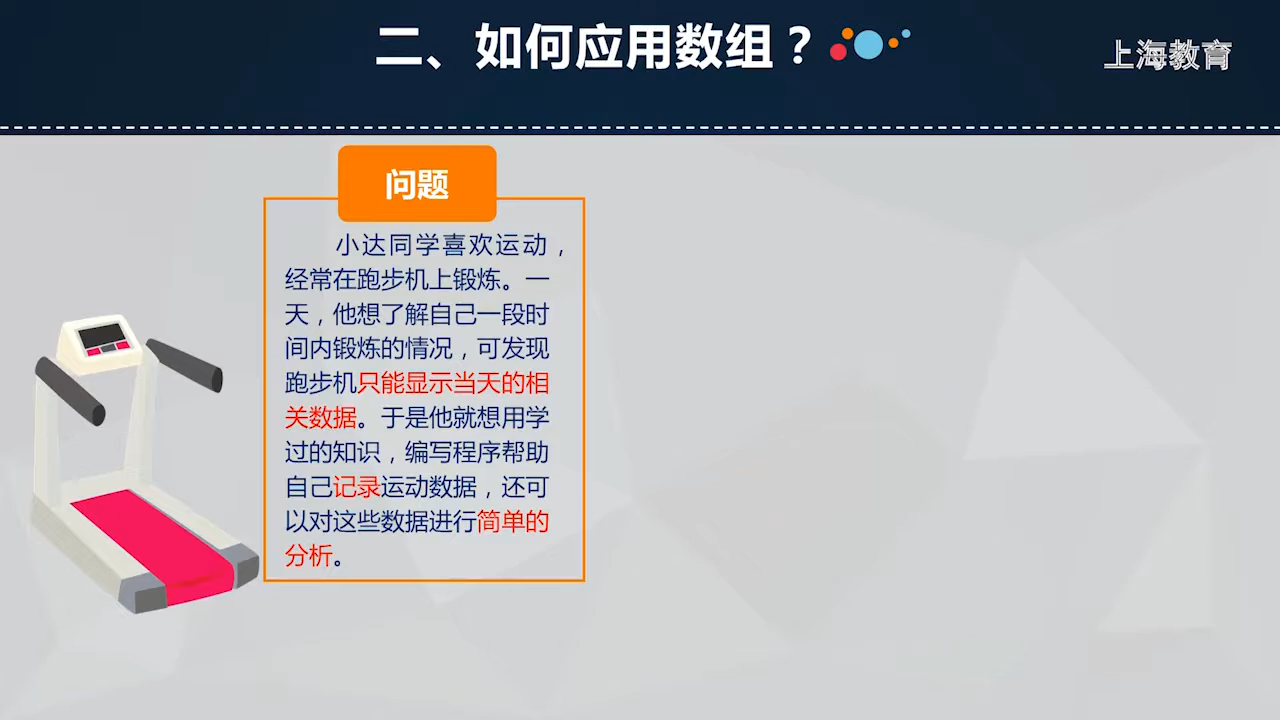 二、如何应用数组？
上海教育
问题
小达同学喜欢运动，
经常在跑步机上锻炼。一
天，他想了解自己一段时
间内锻炼的情况，可发现
跑步机只能显示当天的相
关数据。于是他就想用学
过的知识，编写程序帮助
自己记录运动数据，还可
以对这些数据进行简单的
分析。